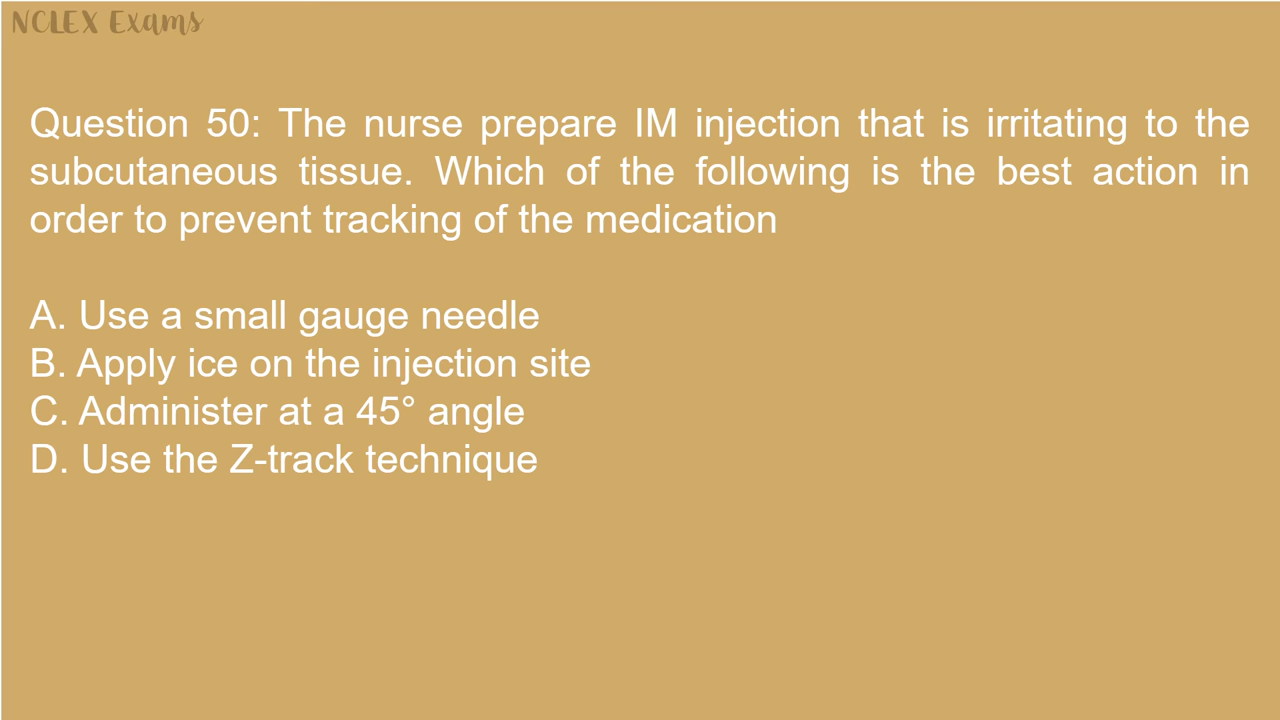 NCLEX Exams
Question 50: The nurse prepare IM injection that is irritating to the
subcutaneous tissue. Which of the following is the best action in
order to prevent tracking of the medication
A. Use a small gauge needle
B. Apply ice on the injection site
C. Administer at a 45° angle
D. Use the Z-track technique